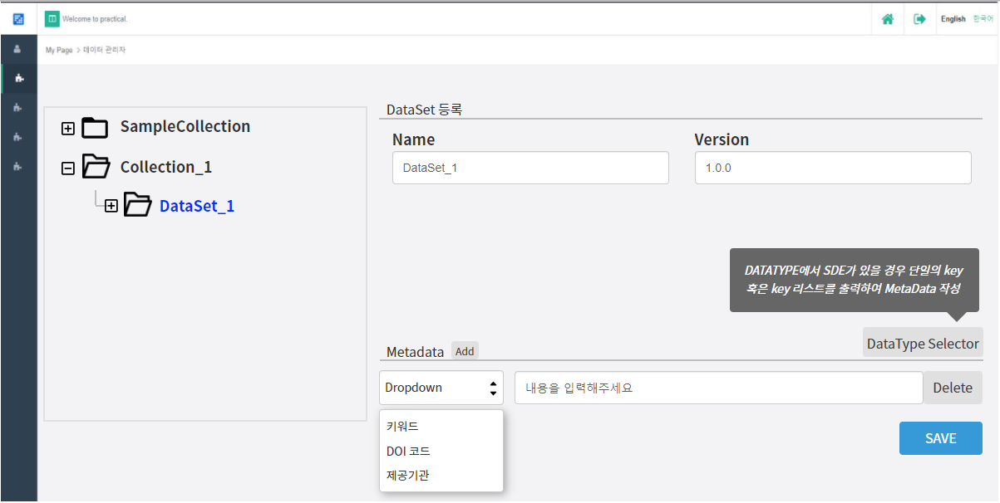 Welcome to practical.
English 한국어
My Page > 데이터 관리자
SampleCollection
Collection_1
DataSet_1
DataSet 등록
Name
Version
DataSet_1
1.0.0
DATATYPE에서 SDE가 있을 경우 단일의 key
혹은 key 리스트를 출력하여 MetaData 작성
DataType Selector
Metadata Add
Dropdown
내용을 입력해주세요
Delete
키워드
DOI 코드
제공기관
SAVE